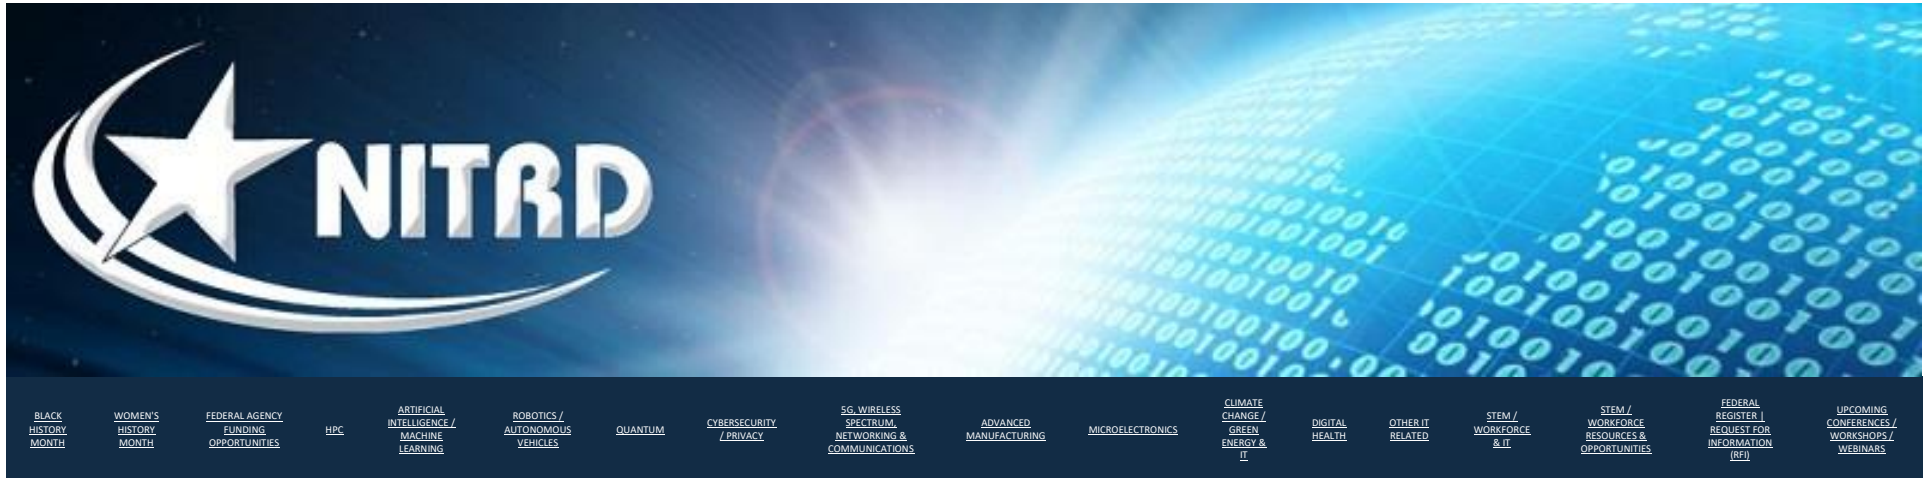 NITRD
BLACK
HISTORY
MONTH
WOMEN'S
HISTORY
MONTH
FEDERAL AGENCY
FUNDING
OPPORTUNITIES
HPC
ARTIFICIAL
INTELLIGENCE /
MACHINE
LEARNING
ROBOTICS /
AUTONOMOUS
VEHICLES
QUANTUM
CYBERSECURITY
/ PRIVACY
5G, WIRELESS
SPECTRUM,
NETWORKING &
COMMUNICATIONS
ADVANCED
MANUFACTURING
MICROELECTRONICS
CLIMATE
CHANGE /
GREEN
ENERGY &
IT
DIGITAL
HEALTH
OTHER IT
RELATED
STEM /
WORKFORCE
& IT
STEM /
WORKFORCE
RESOURCES &
OPPORTUNITIES
FEDERAL
REGISTER |
REQUEST FOR
INFORMATION
(RFI)
UPCOMING
CONFERENCES /
WORKSHOPS /
WEBINARS